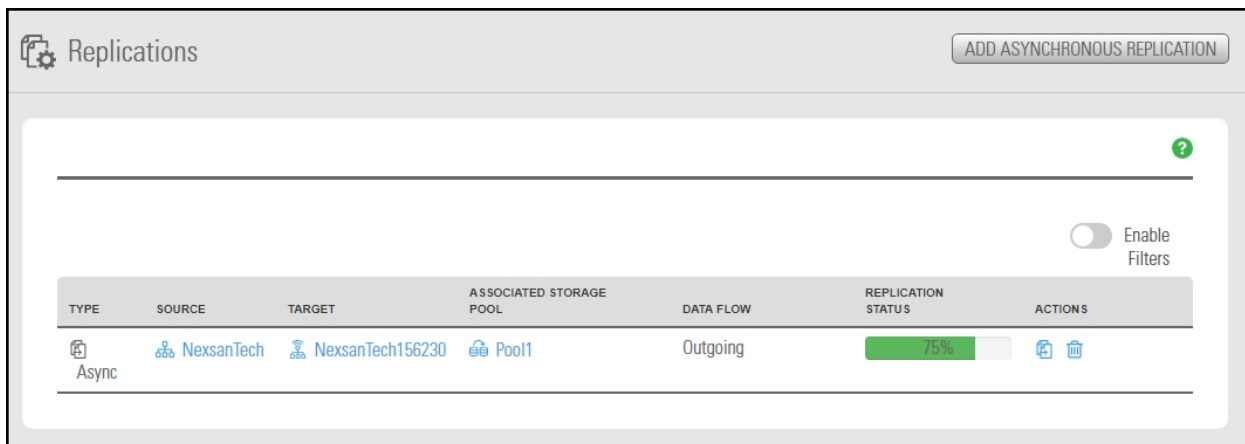 Replications
ADD ASYNCHRONOUS REPLICATION
?
Enable
Filters
TYPE SOURCE TARGET ASSOCIATED STORAGE POOL DATA FLOW REPLICATION STATUS ACTIONS
Async NexsanTech NexsanTech156230 Pool1 Outgoing 75%